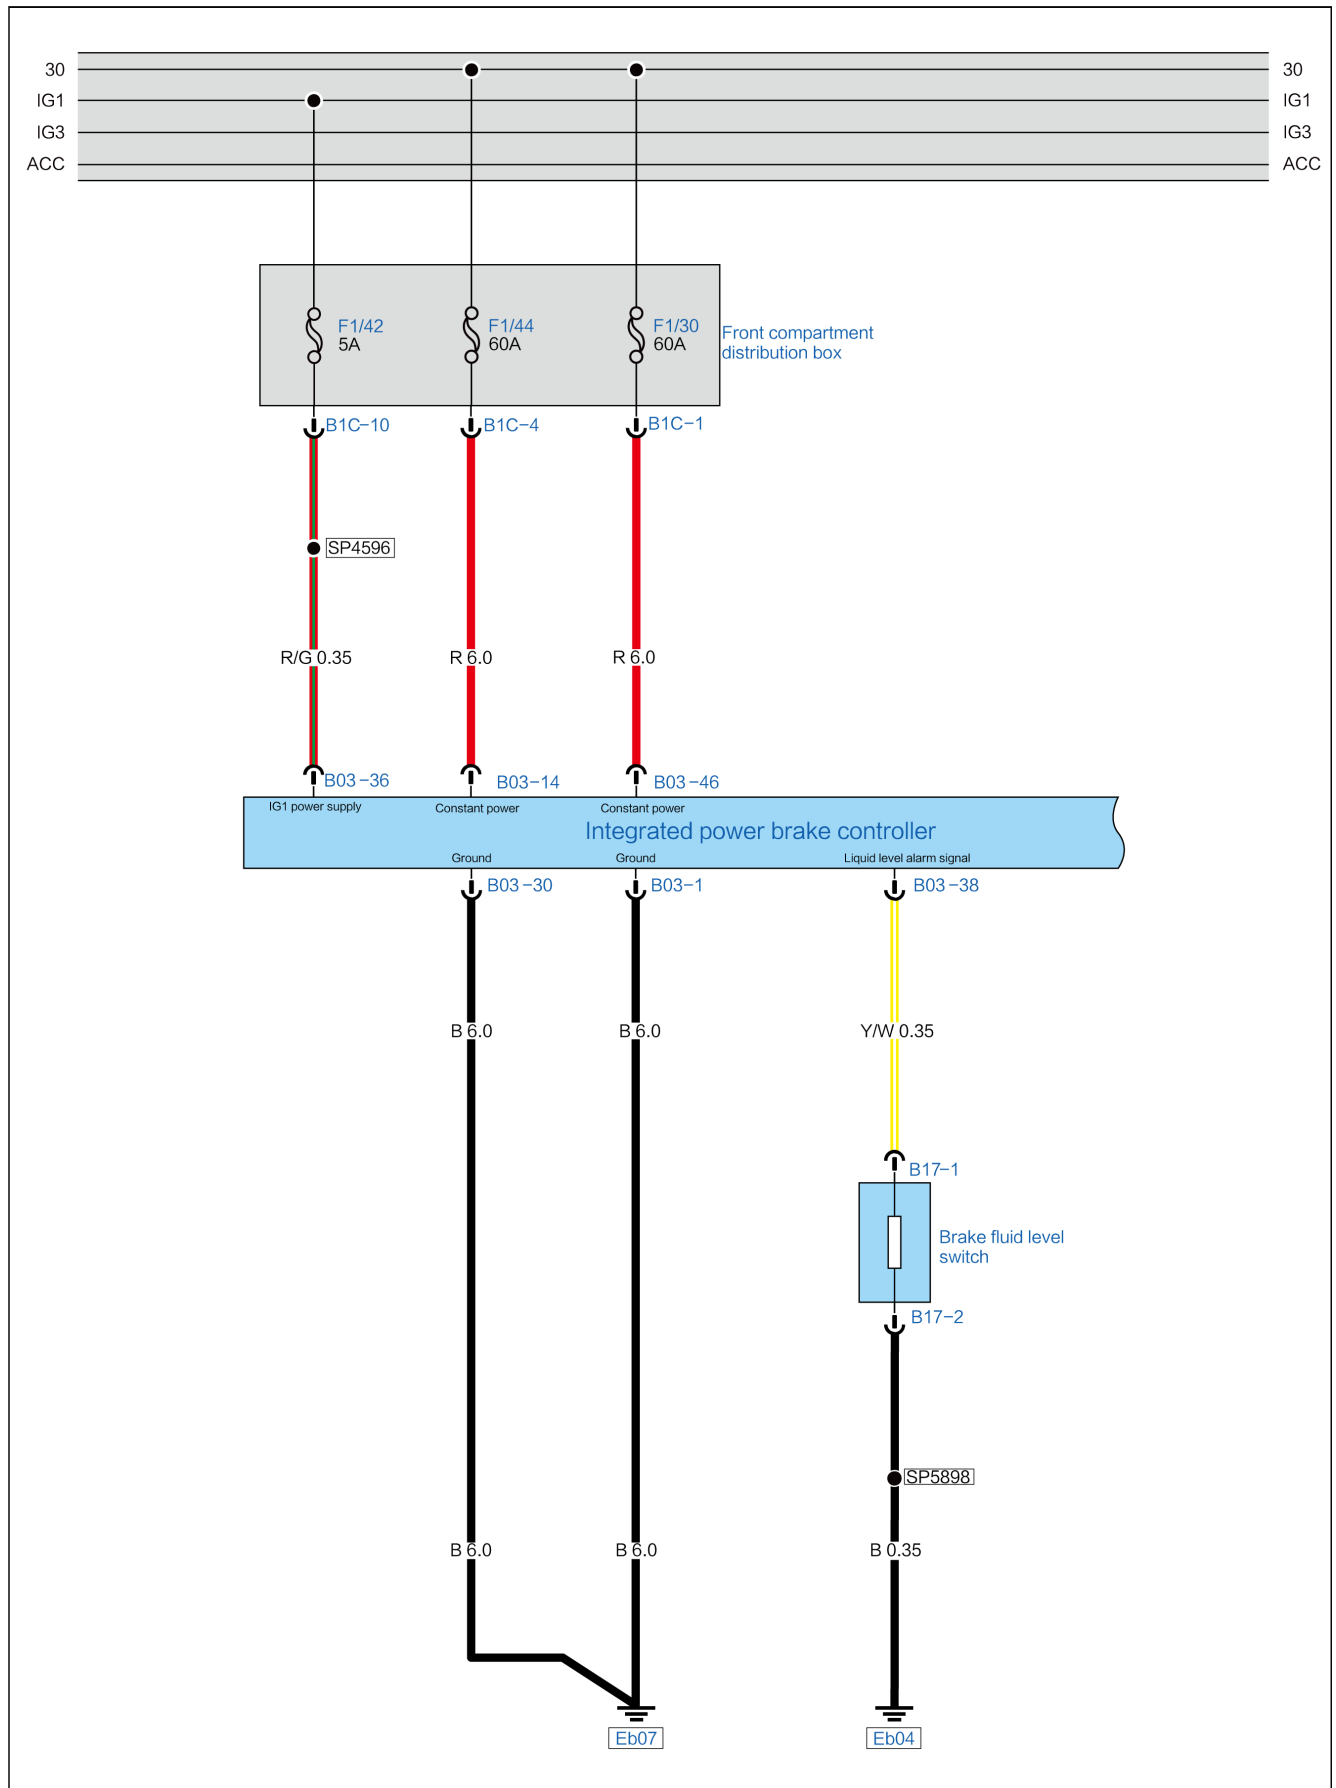 30 30
IG1 IG1
IG3 IG3
ACC ACC
F1/42 F1/44 F1/30
5A 60A 60A
Front compartment
distribution box
B1C-10 B1C-4 B1C-1
SP4596
R/G 0.35 R 6.0 R 6.0
B03-36 B03-14 B03-46
IG1 power supply Constant power Constant power
Integrated power brake controller
Ground Ground Liquid level alarm signal
B03-30 B03-1 B03-38
B 6.0 B 6.0 Y/W 0.35
B17-1
Brake fluid level
switch
B17-2
SP5898
B 6.0 B 6.0 B 0.35
Eb07 Eb04